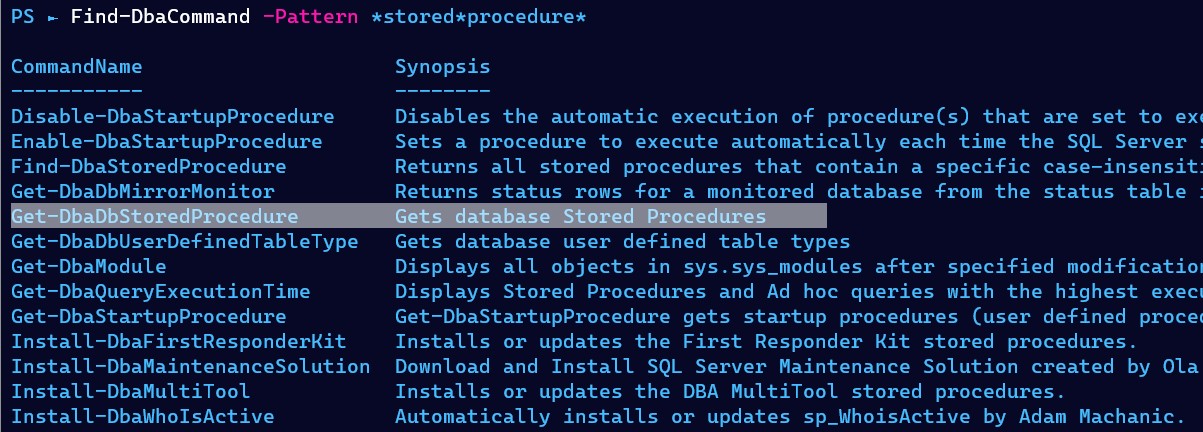 PS ► Find-DbaCommand -Pattern *stored*procedure*
CommandName Synopsis
----------- --------
Disable-DbaStartupProcedure Disables the automatic execution of procedure(s) that are set to exe
Enable-DbaStartupProcedure Sets a procedure to execute automatically each time the SQL Server s
Find-DbaStoredProcedure Returns all stored procedures that contain a specific case-insensiti
Get-DbaDbMirrorMonitor Returns status rows for a monitored database from the status table i
Get-DbaDbStoredProcedure Gets database Stored Procedures
Get-DbaDbUserDefinedTableType Gets database user defined table types
Get-DbaModule Displays all objects in sys.sys_modules after specified modification
Get-DbaQueryExecutionTime Displays Stored Procedures and Ad hoc queries with the highest execu
Get-DbaStartupProcedure Get-DbaStartupProcedure gets startup procedures (user defined proced
Install-DbaFirstResponderKit Installs or updates the First Responder Kit stored procedures.
Install-DbaMaintenanceSolution Download and Install SQL Server Maintenance Solution created by Ola
Install-DbaMultiTool Installs or updates the DBA MultiTool stored procedures.
Install-DbaWhoIsActive Automatically installs or updates sp_WhoisActive by Adam Machanic.